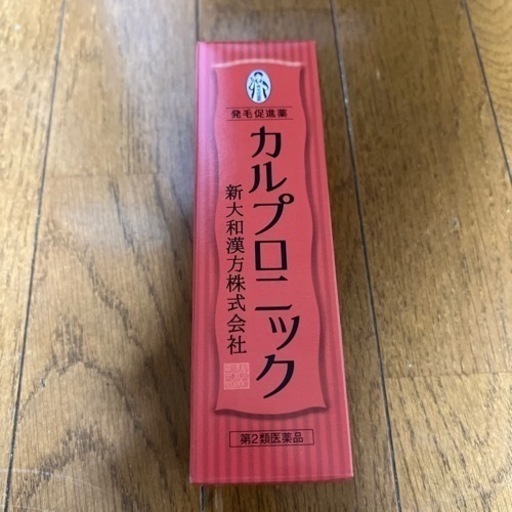 発毛促進薬
カルプロニック
新大和漢方株式会社
第2類医薬品